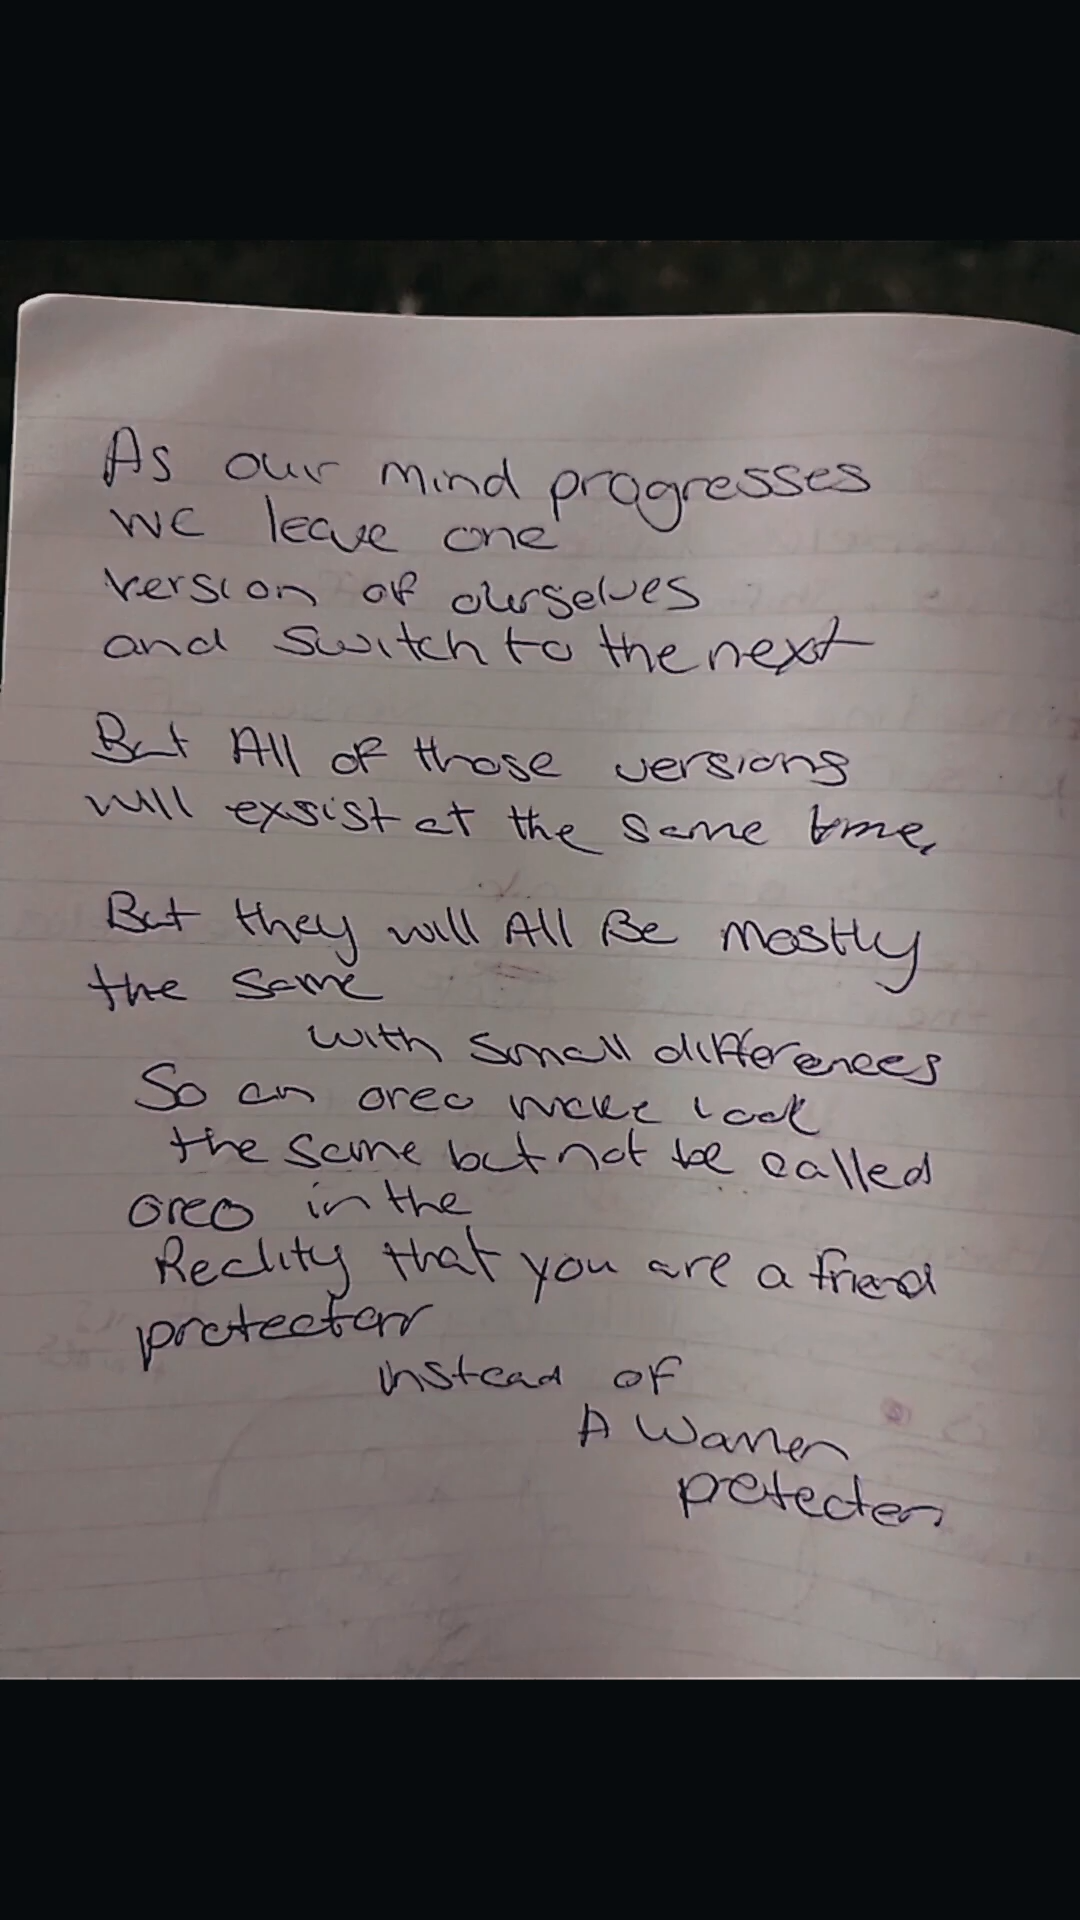 As our mind progresses
we leave one
version of ourselves
and switch to the next
But All of those versions
will exsist at the same time,
But they will All Be mostly
the same
with small differences
So an oreo make look
the same but not be called
oreo in the
Reality that you are a friend
protecter
instead of
A